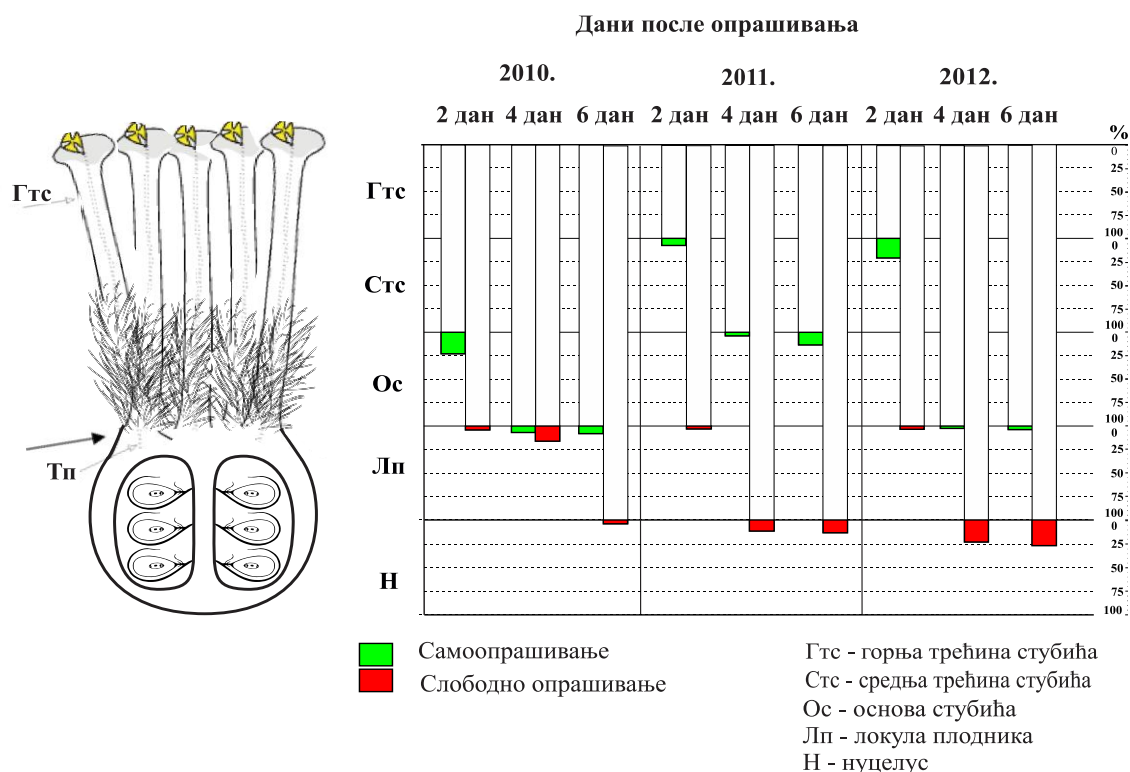 Дани после опрашивања
2010. 2011. 2012.
2 дан 4 дан 6 дан 2 дан 4 дан 6 дан 2 дан 4 дан 6 дан
%
0
25
Гтс
Гтс
50
75
100
0
25
Стс
50
75
100
0
25
Ос
50
75
100
0
Тп
25
Лп
50
75
100
0
25
Н
50
75
100
Самоопрашивање
Слободно опрашивање
Гтс - горња трећина стубића
Стс - средња трећина стубића
Ос - основа стубића
Лп - локула плодника
Н - нуцелус